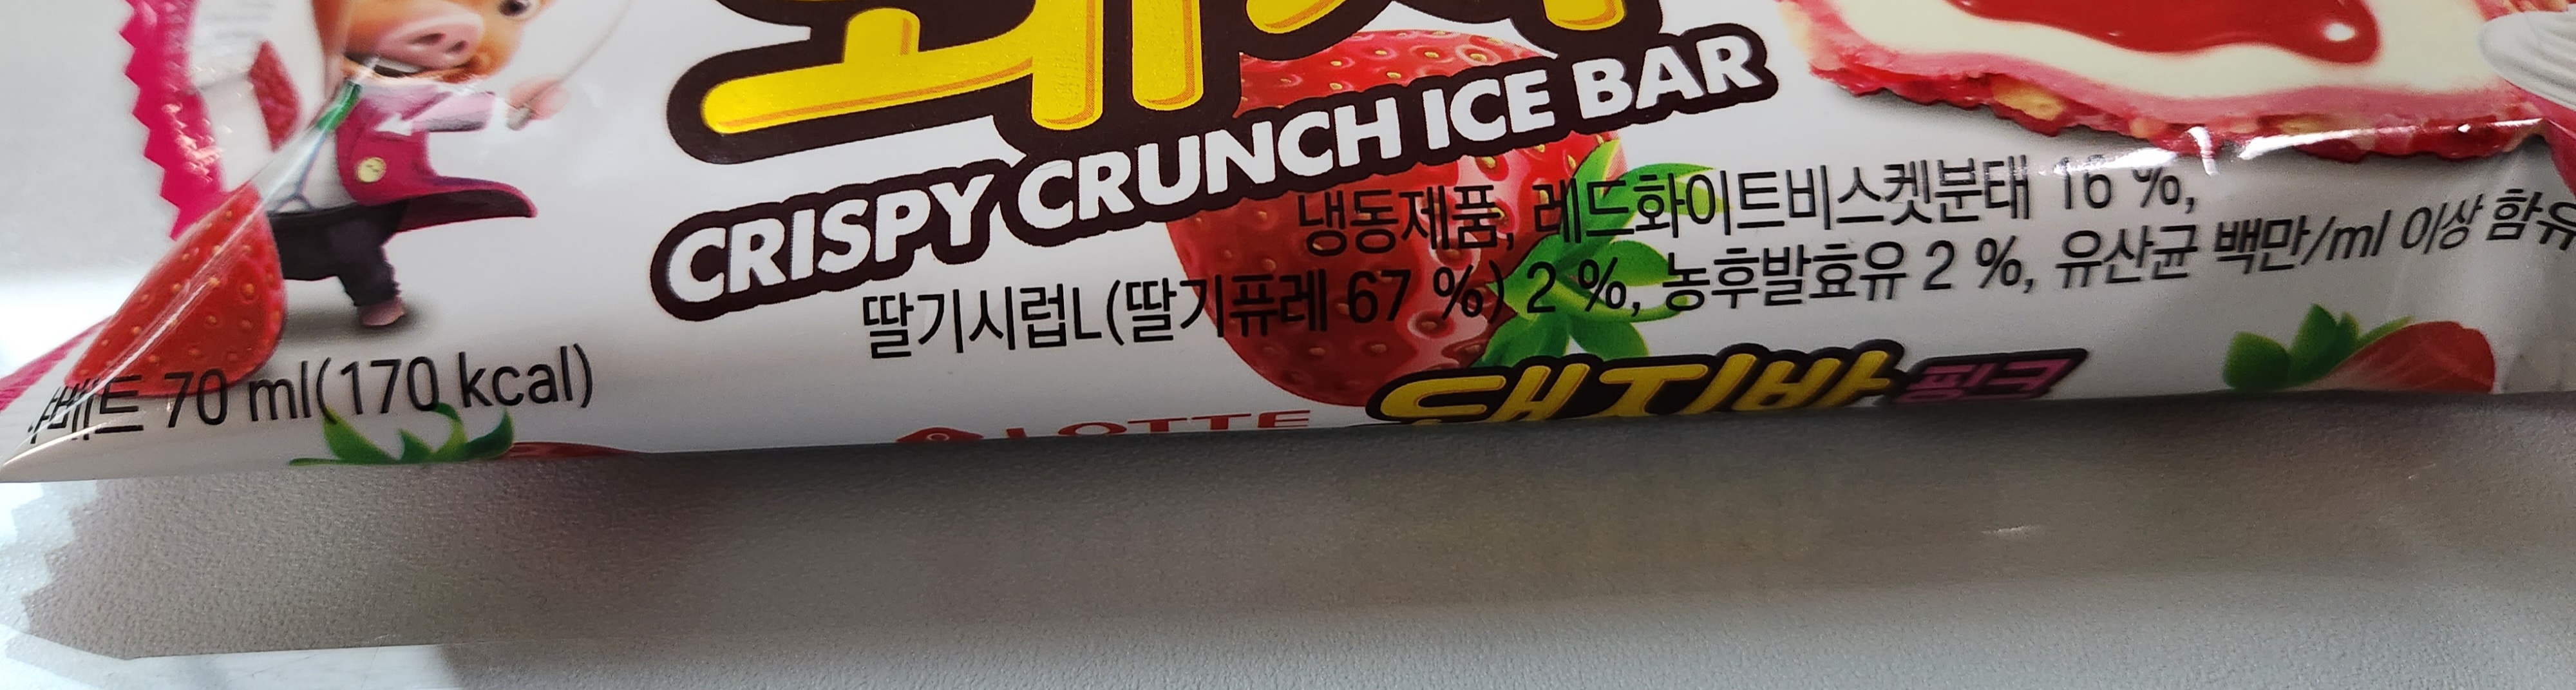 CRISPY CRUNCH ICE BAR
냉동제품, 레드화이트비스켓분태 16 %,
딸기시럽L(딸기퓨레 67 %) 2 %, 농후발효유 2 %, 유산균 백만/ml 이상 함유
70 ml(170 kcal)
LOTTE 돼지바 핑크